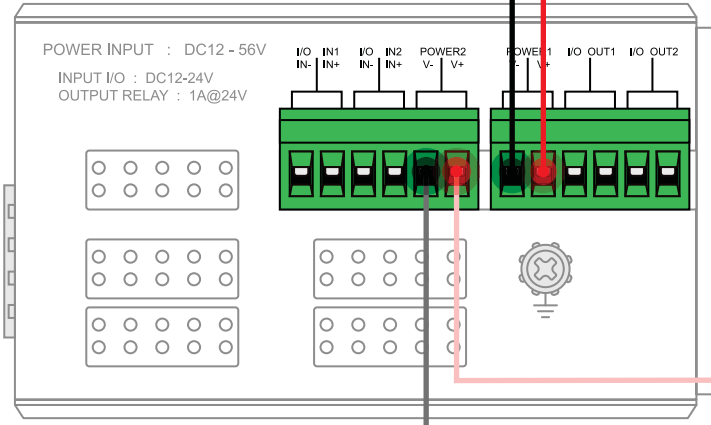 POWER INPUT : DC12 - 56V
INPUT I/O : DC12-24V
OUTPUT RELAY : 1A@24V
I/O IN1
IN- IN+
I/O IN2
IN- IN+
POWER2
V- V+
POWER1
V- V+
I/O OUT1
I/O OUT2